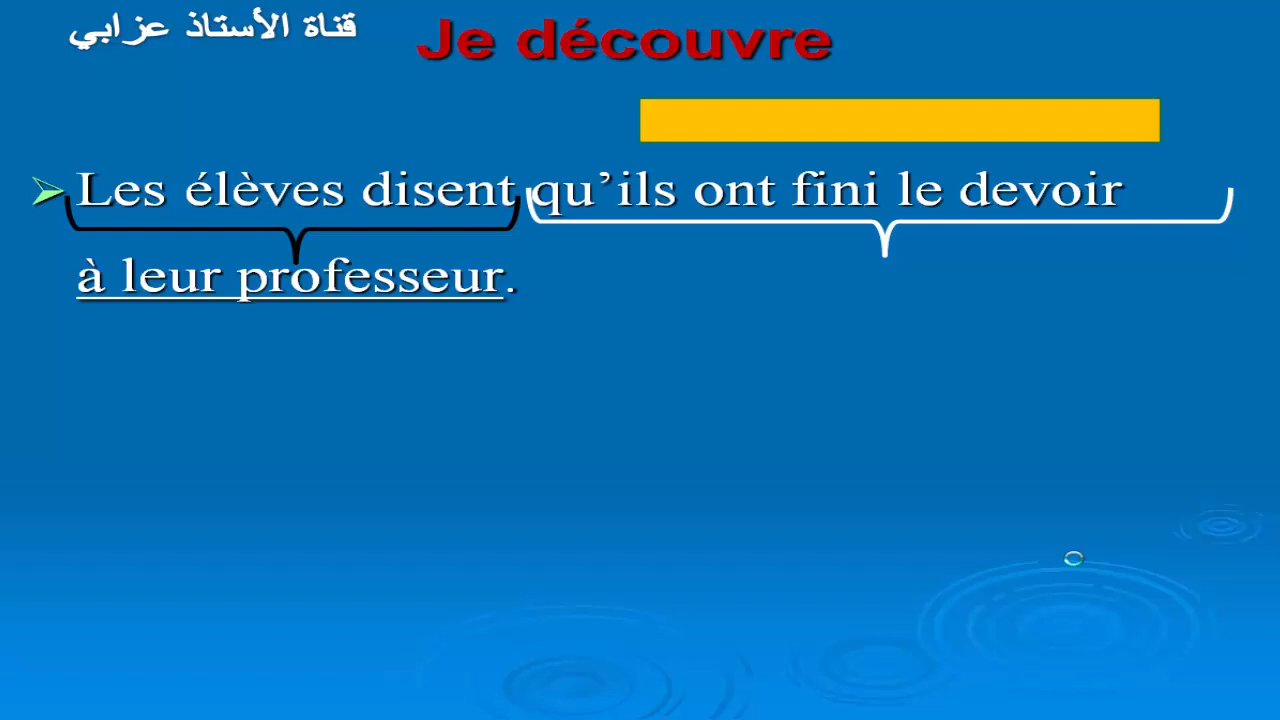 قناة الأستاذ عزابي
Je découvre
Les élèves disent qu’ils ont fini le devoir
à leur professeur.